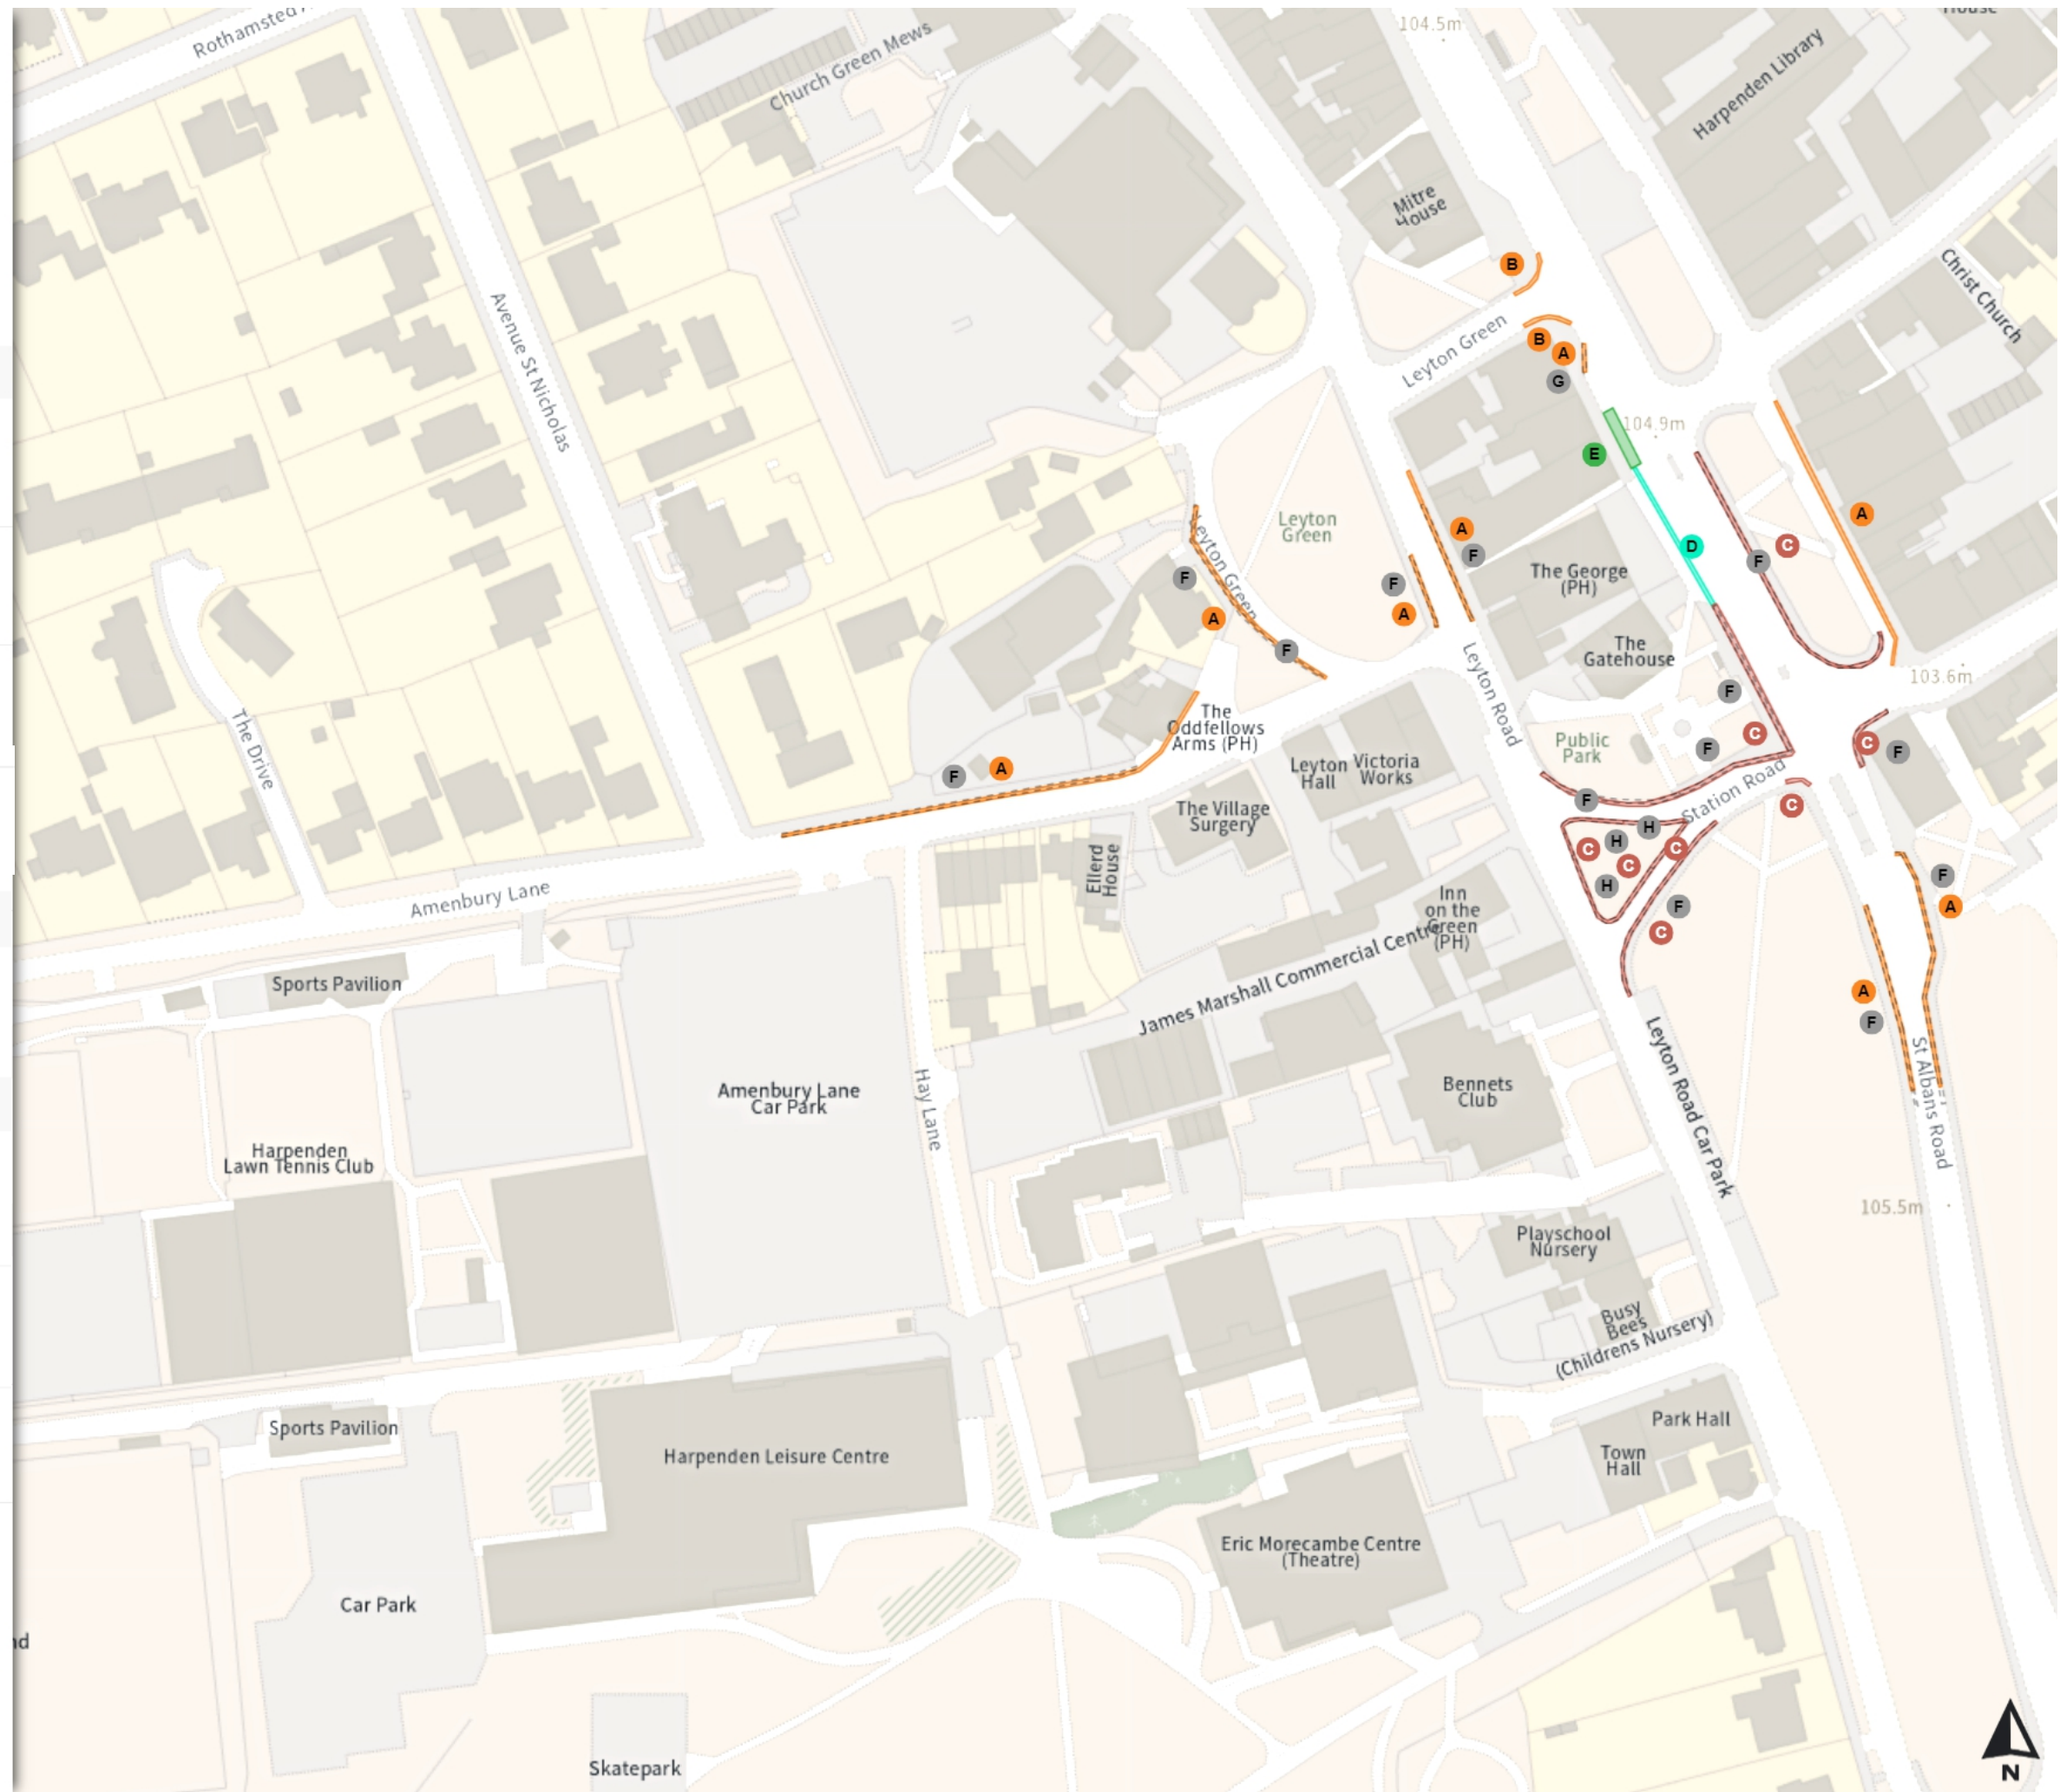 Rothamsted
Church Green Mews
104.5m
House
Harpenden Library
Mitre
House
B
Christ Church
Avenue St Nicholas
Leyton Green
B
A
G
104.9m
E
A
Leyton
Green
A
F
D
C
F
Leyton Green
F
A
F
A
F
The George
(PH)
The
Gatehouse
103.6m
F
Leyton Road
The Drive
The
Oddfellows
Arms (PH)
Public
Park
F
C
C
F
F
A
Leyton
Hall
Victoria
Works
Station Road
F
C
The Village
Surgery
H
H
C
C
C
H
F
C
F
A
Ellerd
House
Amenbury Lane
Inn
on the
Green
(PH)
James Marshall Commercial Centre
Sports Pavilion
A
F
Leyton Road Car Park
St Albans Road
Hay Lane
Amenbury Lane
Car Park
Bennets
Club
Harpenden
Lawn Tennis Club
105.5m
Playschool
Nursery
Busy
Bees
(Childrens Nursery)
Sports Pavilion
Harpenden Leisure Centre
Park Hall
Town
Hall
Eric Morecambe Centre
(Theatre)
Car Park
nd
Skatepark
N